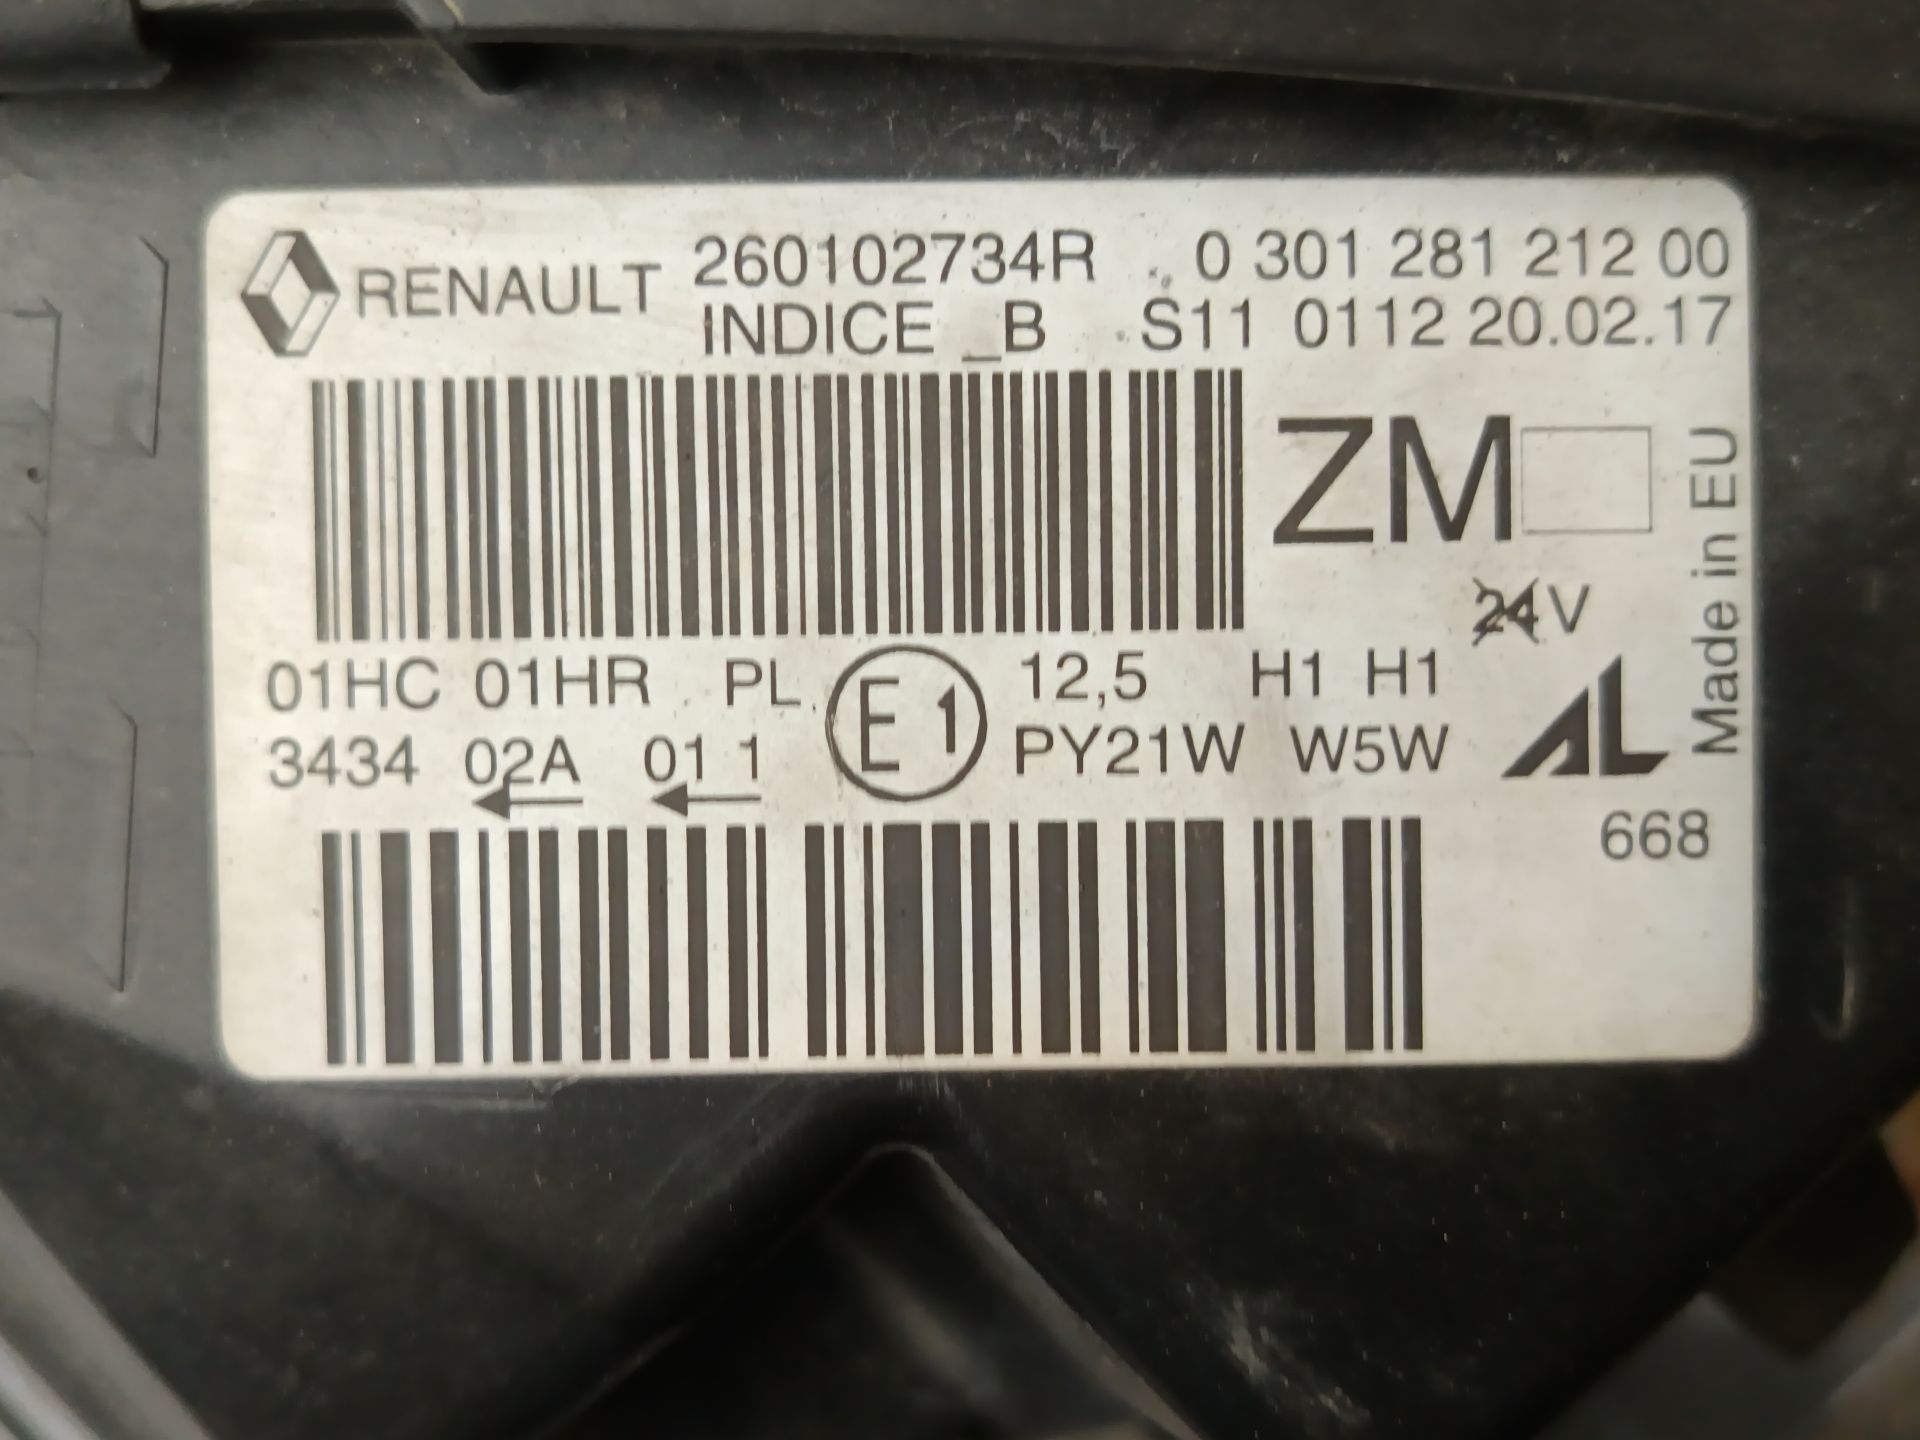 RENAULT 260102734R 0 301 281 212 00
INDICE _B S11 0112 20.02.17
ZM
Made in EU
24V
01HC 01HR PL E1 12,5 H1 H1
3434 02A 01 1 PY21W W5W AL
668